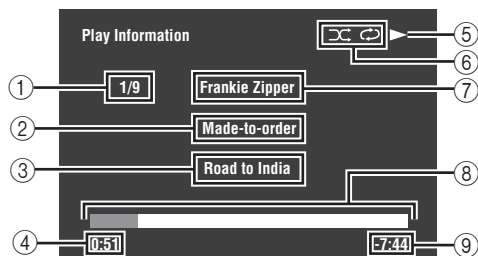 Play Information
⑤
⑥
① 1/9 Frankie Zipper ⑦
② Made-to-order
③ Road to India
⑧
④ 0:51 -7:44 ⑨